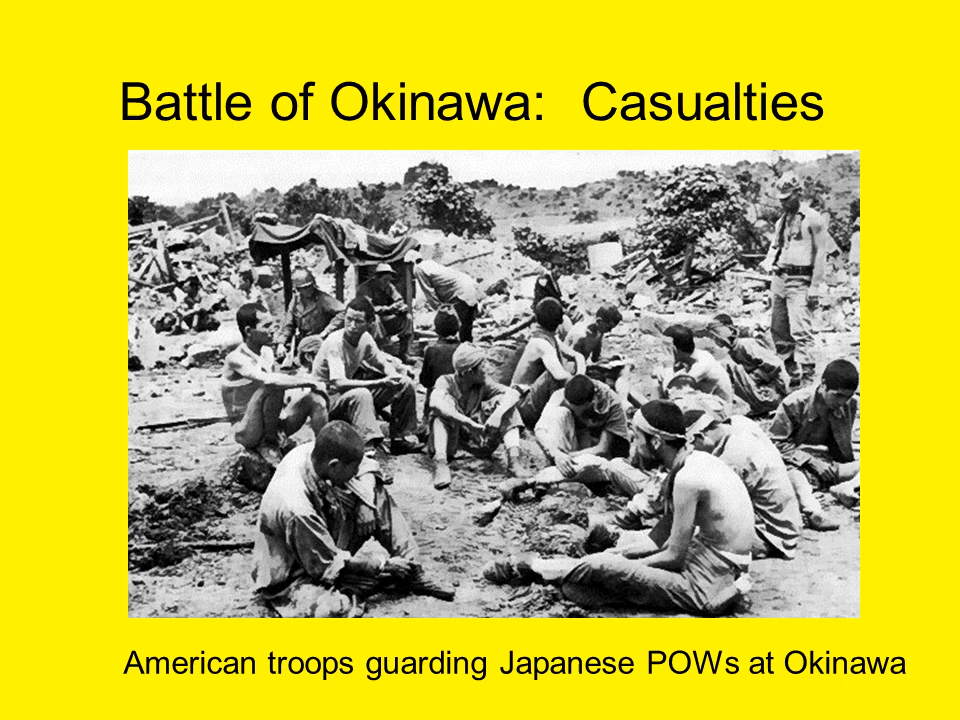 Battle of Okinawa: Casualties
American troops guarding Japanese POWs at Okinawa